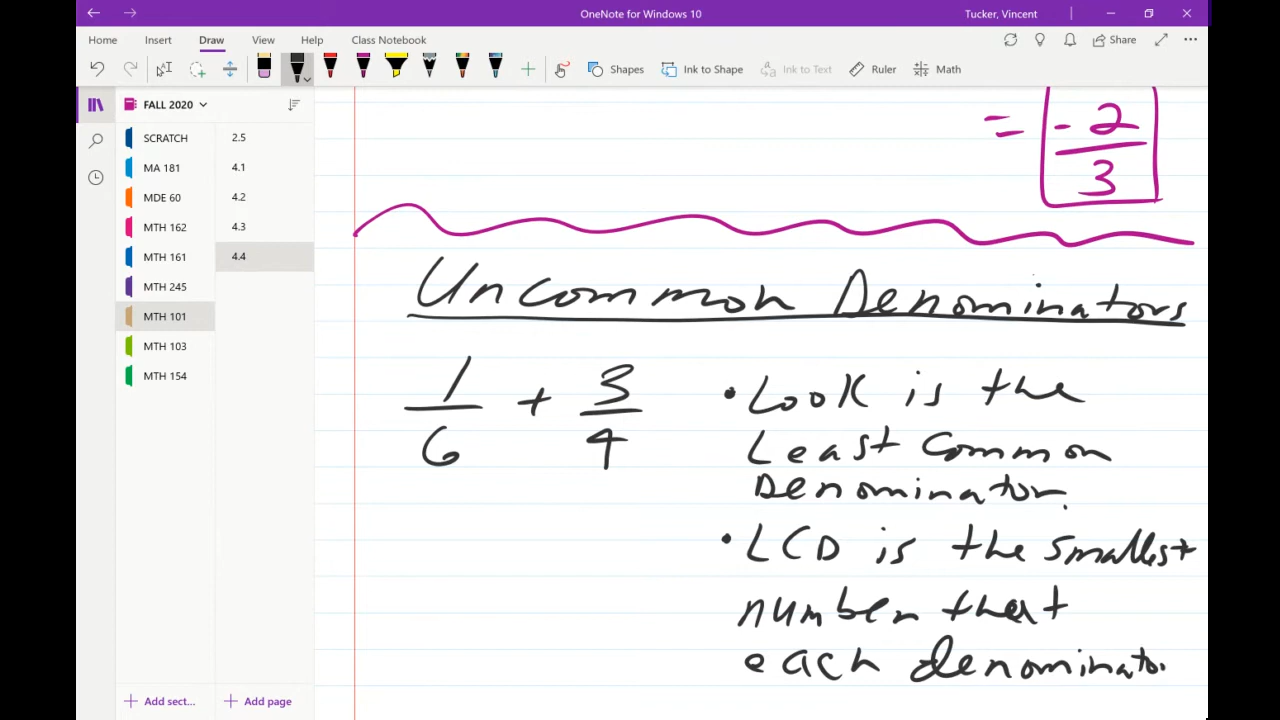 OneNote for Windows 10
Tucker, Vincent
Home Insert Draw View Help Class Notebook
Share
Shapes Ink to Shape Ink to Text Ruler Math
FALL 2020
SCRATCH
MA 181
MDE 60
MTH 162
MTH 161
MTH 245
MTH 101
MTH 103
MTH 154
2.5
4.1
4.2
4.3
4.4
Add sect...
Add page
= -2/3
Uncommon Denominators
1/6 + 3/4
• Look is the
Least Common
Denominator.
• LCD is the smallest
number that
each denominator